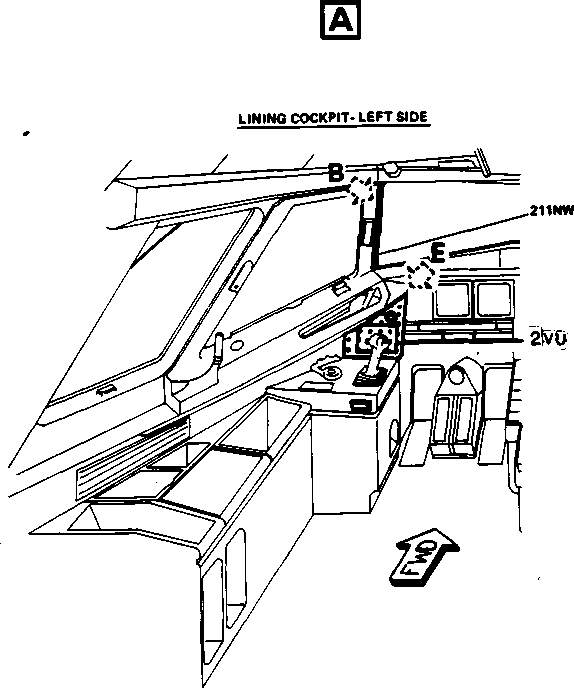 A
LINING COCKPIT- LEFT SIDE
B
211NW
E
2VU
FWD